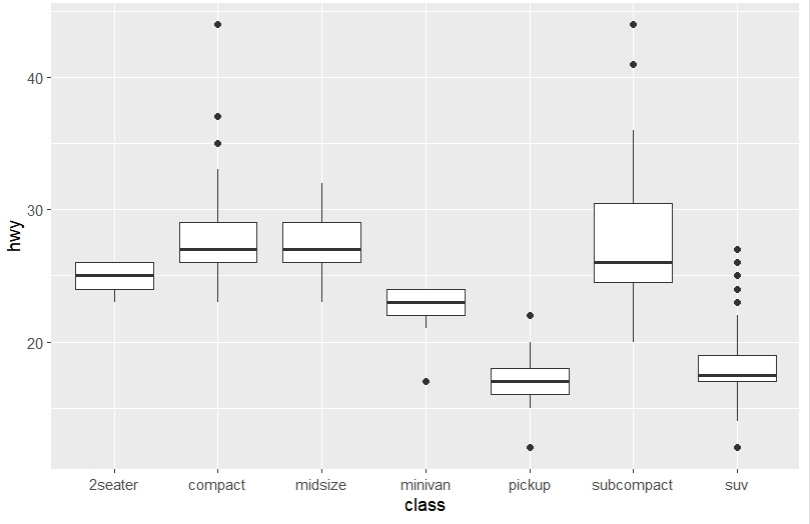 40
30
20
hwy
2seater compact midsize minivan pickup subcompact suv
class